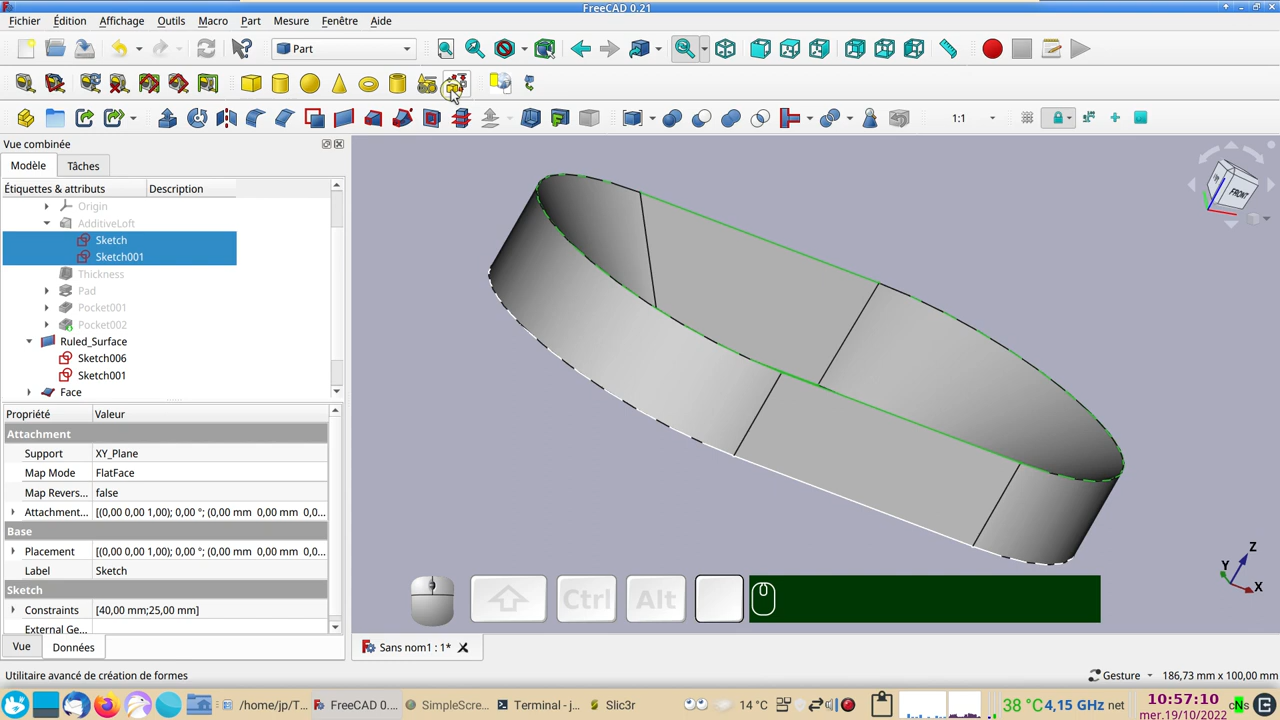 FreeCAD 0.21
Fichier Édition Affichage Outils Macro Part Mesure Fenêtre Aide
Part
1:1
Vue combinée
Modèle Tâches
Étiquettes & attributs Description
Origin
AdditiveLoft
Sketch
Sketch001
Thickness
Pad
Pocket001
Pocket002
Ruled_Surface
Sketch006
Sketch001
Face
Propriété Valeur
Attachment
Support XY_Plane
Map Mode FlatFace
Map Revers... false
Attachment... [(0,00 0,00 1,00); 0,00 °; (0,00 mm 0,00 mm 0,0...
Base
Placement [(0,00 0,00 1,00); 0,00 °; (0,00 mm 0,00 mm 0,0...
Label Sketch
Sketch
Constraints [40,00 mm;25,00 mm]
External Ge...
Vue Données
FRONT
Z
Y
X
Ctrl Alt
Sans nom1 : 1*
Utilitaire avancé de création de formes
Gesture 186,73 mm x 100,00 mm
/home/jp/T... FreeCAD 0.... SimpleScre... Terminal - j... Slic3r
14 °C 38 °C 4,15 GHz net
10:57:10
mer.19/10/2022